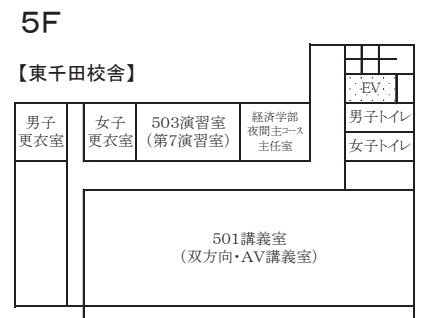 5F
【東千田校舎】
EV
男子
更衣室
女子
更衣室
503演習室
（第7演習室）
経済学部
夜間主コース
主任室
男子トイレ
女子トイレ
501講義室
（双方向・AV講義室）